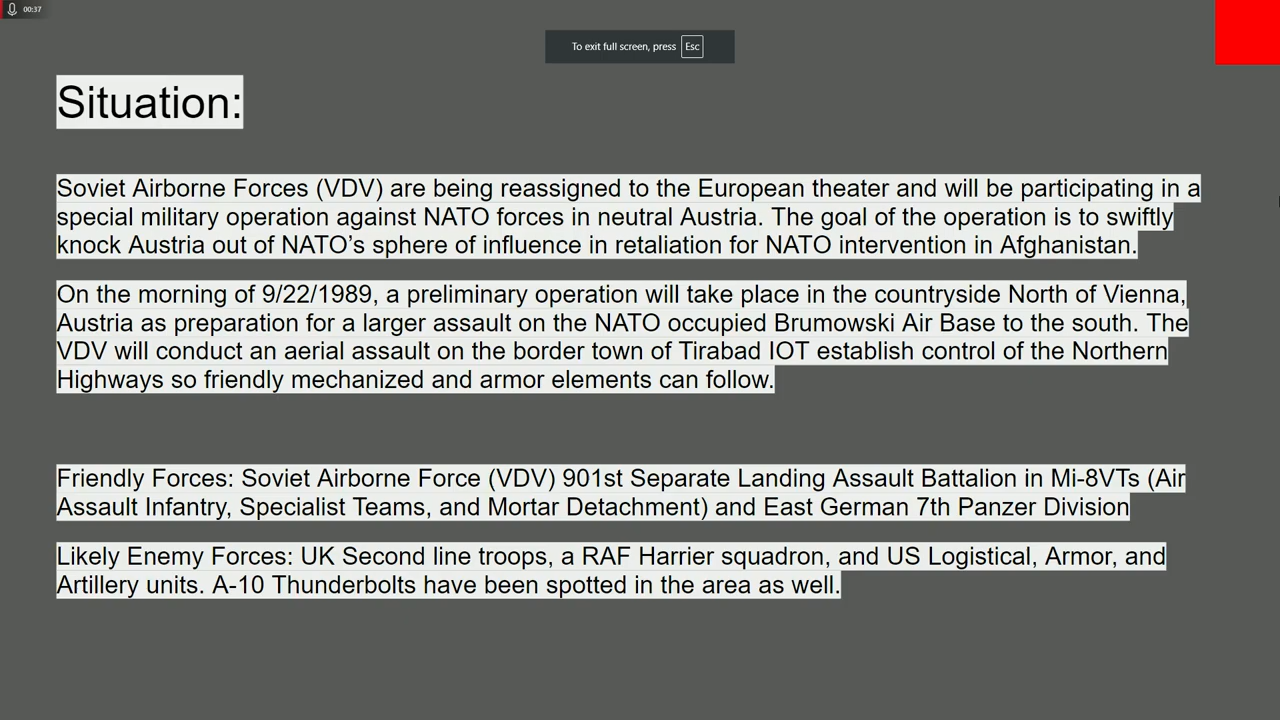 00:37
To exit full screen, press Esc
Situation:
Soviet Airborne Forces (VDV) are being reassigned to the European theater and will be participating in a
special military operation against NATO forces in neutral Austria. The goal of the operation is to swiftly
knock Austria out of NATO’s sphere of influence in retaliation for NATO intervention in Afghanistan.
On the morning of 9/22/1989, a preliminary operation will take place in the countryside North of Vienna,
Austria as preparation for a larger assault on the NATO occupied Brumowski Air Base to the south. The
VDV will conduct an aerial assault on the border town of Tirabad IOT establish control of the Northern
Highways so friendly mechanized and armor elements can follow.
Friendly Forces: Soviet Airborne Force (VDV) 901st Separate Landing Assault Battalion in Mi-8VTs (Air
Assault Infantry, Specialist Teams, and Mortar Detachment) and East German 7th Panzer Division
Likely Enemy Forces: UK Second line troops, a RAF Harrier squadron, and US Logistical, Armor, and
Artillery units. A-10 Thunderbolts have been spotted in the area as well.